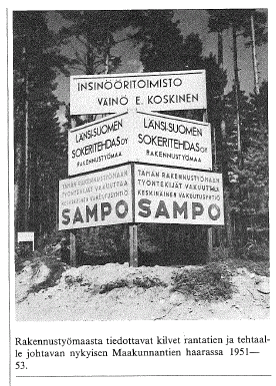 INSINÖÖRITOIMISTO
VÄINÖ E. KOSKINEN
LÄNSI-SUOMEN
SOKERITEHDAS OY
RAKENNUSTYÖMAA
LÄNSI-SUOMEN
SOKERITEHDAS OY
RAKENNUSTYÖMAA
TÄMÄN RAKENNUSTYÖMAAN
TYÖNTEKIJÄT VAKUUTTAA
KESKINÄINEN VAKUUTUSYHTIÖ
SAMPO
TÄMÄN RAKENNUSTYÖMAAN
TYÖNTEKIJÄT VAKUUTTAA
KESKINÄINEN VAKUUTUSYHTIÖ
SAMPO
Rakennustyömaasta tiedottavat kilvet rantatien ja tehtaal-
le johtavan nykyisen Maakunnantien haarassa 1951—
53.